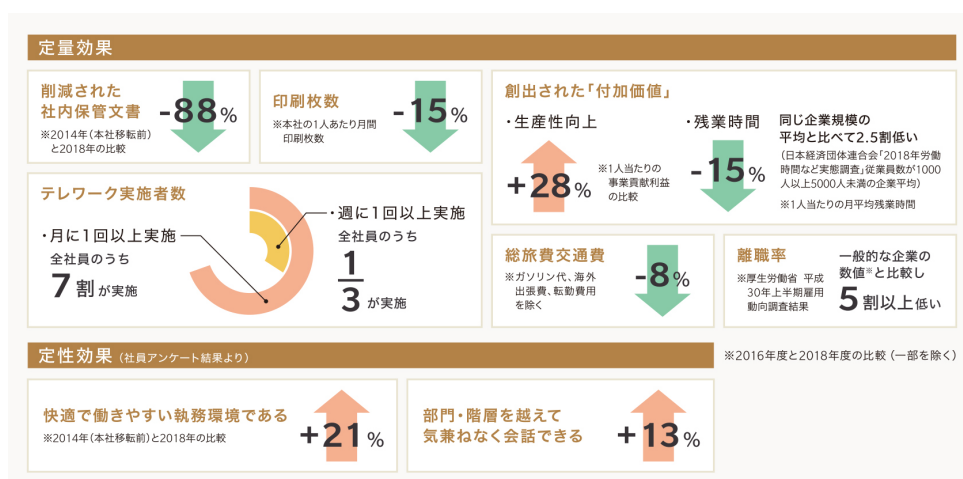 定量効果
削減された
社内保管文書
-88%
※2014年（本社移転前）
と2018年の比較
印刷枚数
※本社の1人あたり月間
印刷枚数
-15%
創出された「付加価値」
・生産性向上
+28%
※1人当たりの
事業貢献利益
の比較
・残業時間
-15%
同じ企業規模の
平均と比べて2.5割低い
（日本経済団体連合会「2018年労働
時間など実態調査」従業員数が1000
人以上5000人未満の企業平均）
※1人当たりの月平均残業時間
テレワーク実施者数
・月に1回以上実施
全社員のうち
7割が実施
・週に1回以上実施
全社員のうち
1
3が実施
総旅費交通費
※ガソリン代、海外
出張費、転勤費用
を除く
-8%
離職率
※厚生労働省 平成
30年上半期雇用
動向調査結果
一般的な企業の
数値※と比較し
5割以上低い
定性効果（社員アンケート結果より）
※2016年度と2018年度の比較（一部を除く）
快適で働きやすい執務環境である
※2014年（本社移転前）と2018年の比較
+21%
部門・階層を越えて
気兼ねなく会話できる
+13%